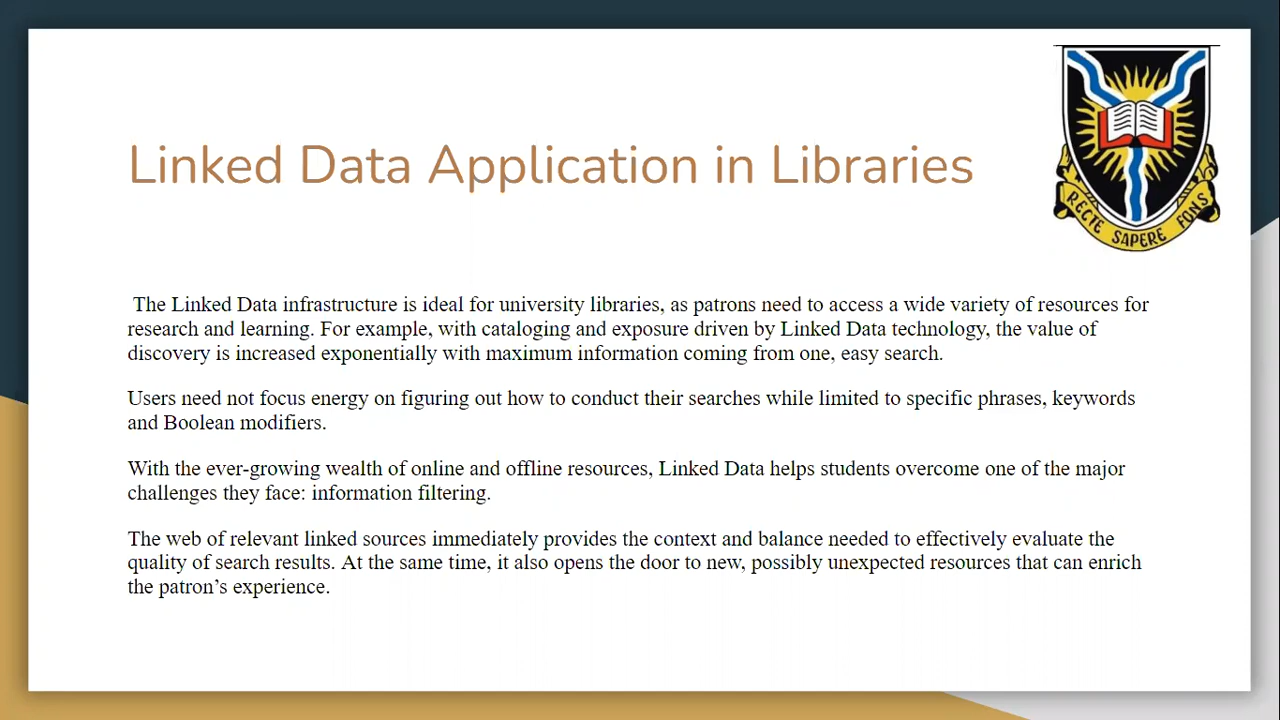 Linked Data Application in Libraries
RECTE SAPERE FONS
The Linked Data infrastructure is ideal for university libraries, as patrons need to access a wide variety of resources for
research and learning. For example, with cataloging and exposure driven by Linked Data technology, the value of
discovery is increased exponentially with maximum information coming from one, easy search.
Users need not focus energy on figuring out how to conduct their searches while limited to specific phrases, keywords
and Boolean modifiers.
With the ever-growing wealth of online and offline resources, Linked Data helps students overcome one of the major
challenges they face: information filtering.
The web of relevant linked sources immediately provides the context and balance needed to effectively evaluate the
quality of search results. At the same time, it also opens the door to new, possibly unexpected resources that can enrich
the patron’s experience.